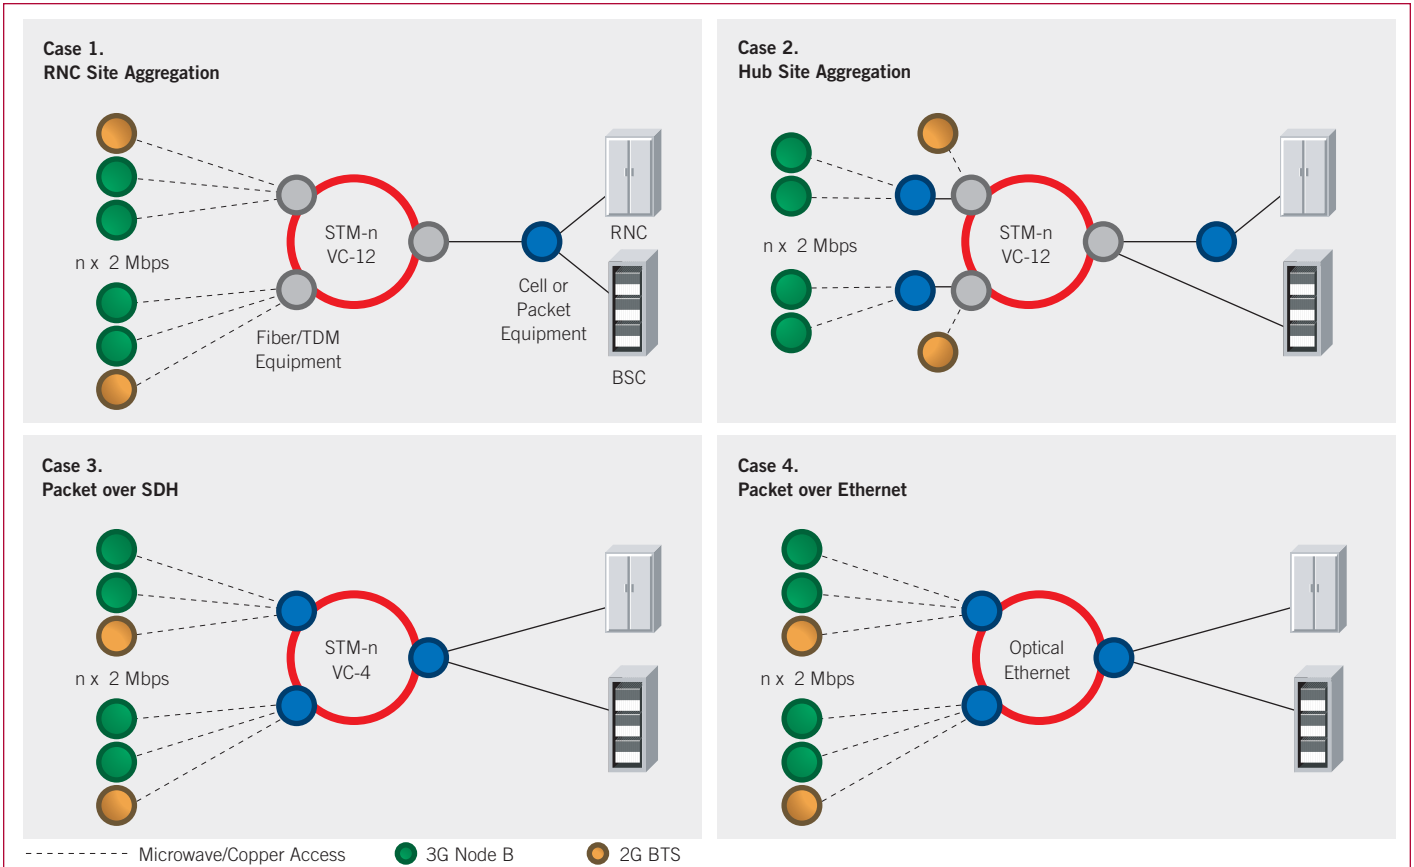 Case 1.
RNC Site Aggregation
n x 2 Mbps
STM-n
VC-12
Fiber/TDM
Equipment
Cell or
Packet
Equipment
RNC
BSC
Case 2.
Hub Site Aggregation
n x 2 Mbps
STM-n
VC-12
Case 3.
Packet over SDH
n x 2 Mbps
STM-n
VC-4
Case 4.
Packet over Ethernet
n x 2 Mbps
Optical
Ethernet
Microwave/Copper Access
3G Node B
2G BTS